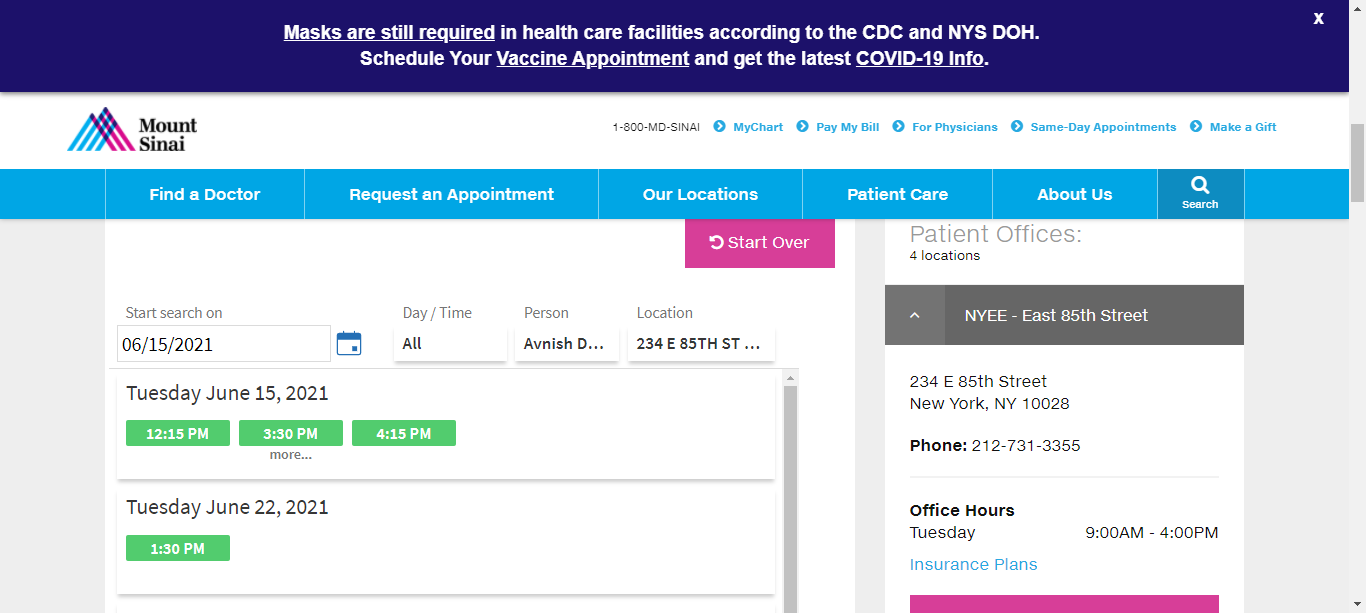 Masks are still required in health care facilities according to the CDC and NYS DOH.
Schedule Your Vaccine Appointment and get the latest COVID-19 Info.
X
Mount
Sinai
1-800-MD-SINAI MyChart Pay My Bill For Physicians Same-Day Appointments Make a Gift
Find a Doctor Request an Appointment Our Locations Patient Care About Us Search
Start Over
Start search on Day / Time Person Location
06/15/2021 All Avnish D... 234 E 85TH ST ...
Tuesday June 15, 2021
12:15 PM 3:30 PM 4:15 PM
more...
Tuesday June 22, 2021
1:30 PM
Patient Offices:
4 locations
NYEE - East 85th Street
234 E 85th Street
New York, NY 10028
Phone: 212-731-3355
Office Hours
Tuesday 9:00AM - 4:00PM
Insurance Plans